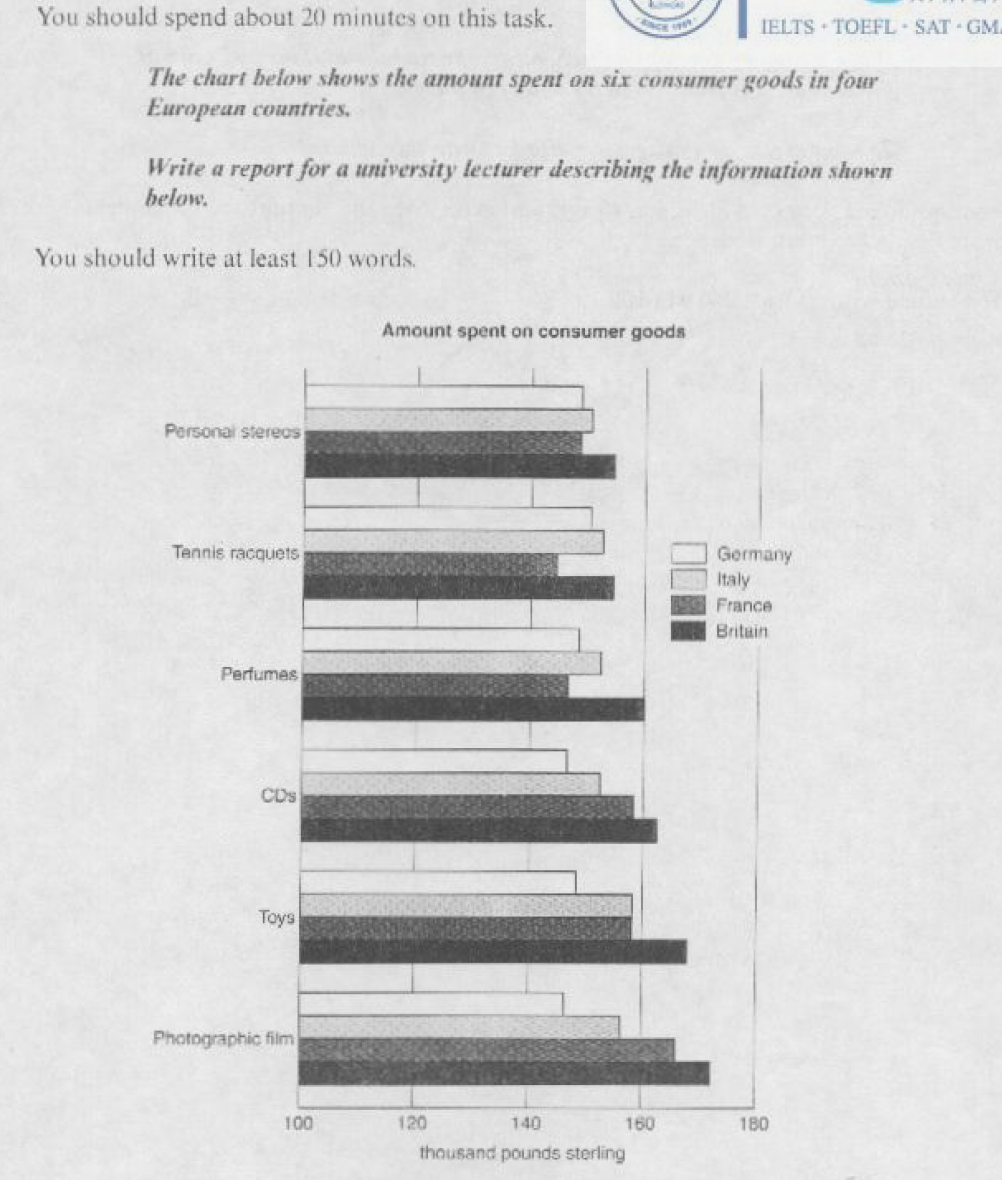 You should spend about 20 minutes on this task.
SINCE 1999
IELTS · TOEFL · SAT ·
The chart below shows the amount spent on six consumer goods in four
European countries.
Write a report for a university lecturer describing the information shown
below.
You should write at least 150 words.
Amount spent on consumer goods
Personal stereos
Tennis racquets
Germany
Italy
France
Britain
Perfumes
CDs
Toys
Photographic film
100 120 140 160 180
thousand pounds sterling